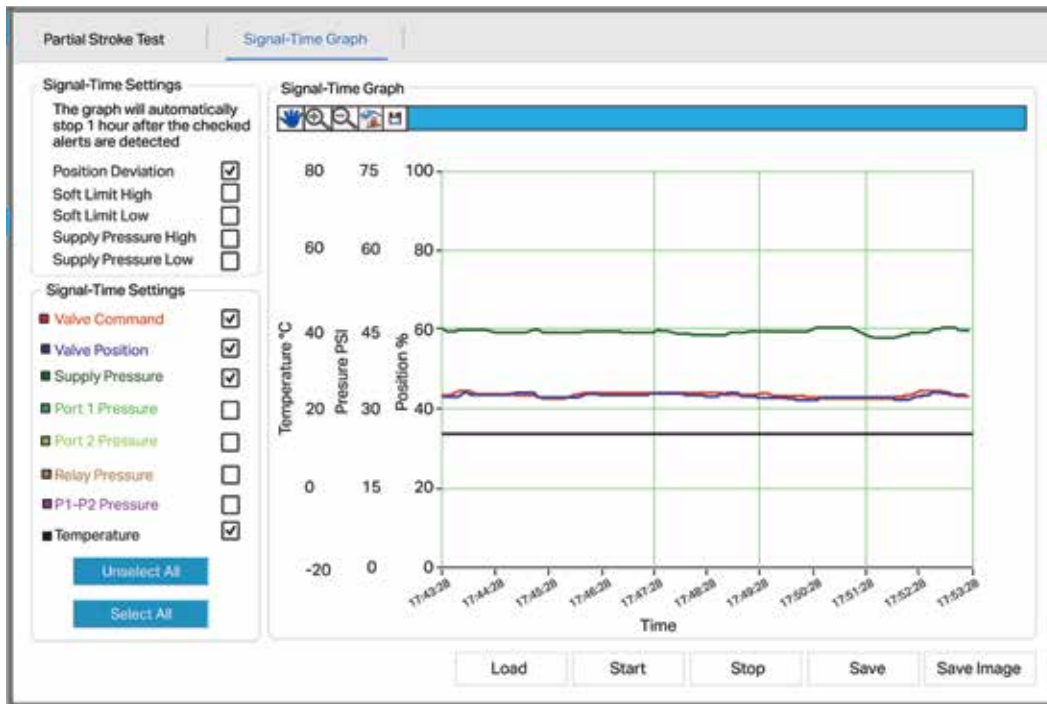 Partial Stroke Test
Signal-Time Graph
Signal-Time Settings
The graph will automatically
stop 1 hour after the checked
alerts are detected
Position Deviation
Soft Limit High
Soft Limit Low
Supply Pressure High
Supply Pressure Low
Signal-Time Settings
Valve Command
Valve Position
Supply Pressure
Port 1 Pressure
Port 2 Pressure
Relay Pressure
P1-P2 Pressure
Temperature
Unselect All
Select All
Signal-Time Graph
80 75 100
60 60 80
40 45 60
20 30 40
0 15 20
-20 0 0
Temperature °C
Presure PSI
Position %
17:43:28 17:44:28 17:45:28 17:46:28 17:47:28 17:48:28 17:49:28 17:50:28 17:51:28 17:52:28 17:53:28
Time
Load Start Stop Save Save Image